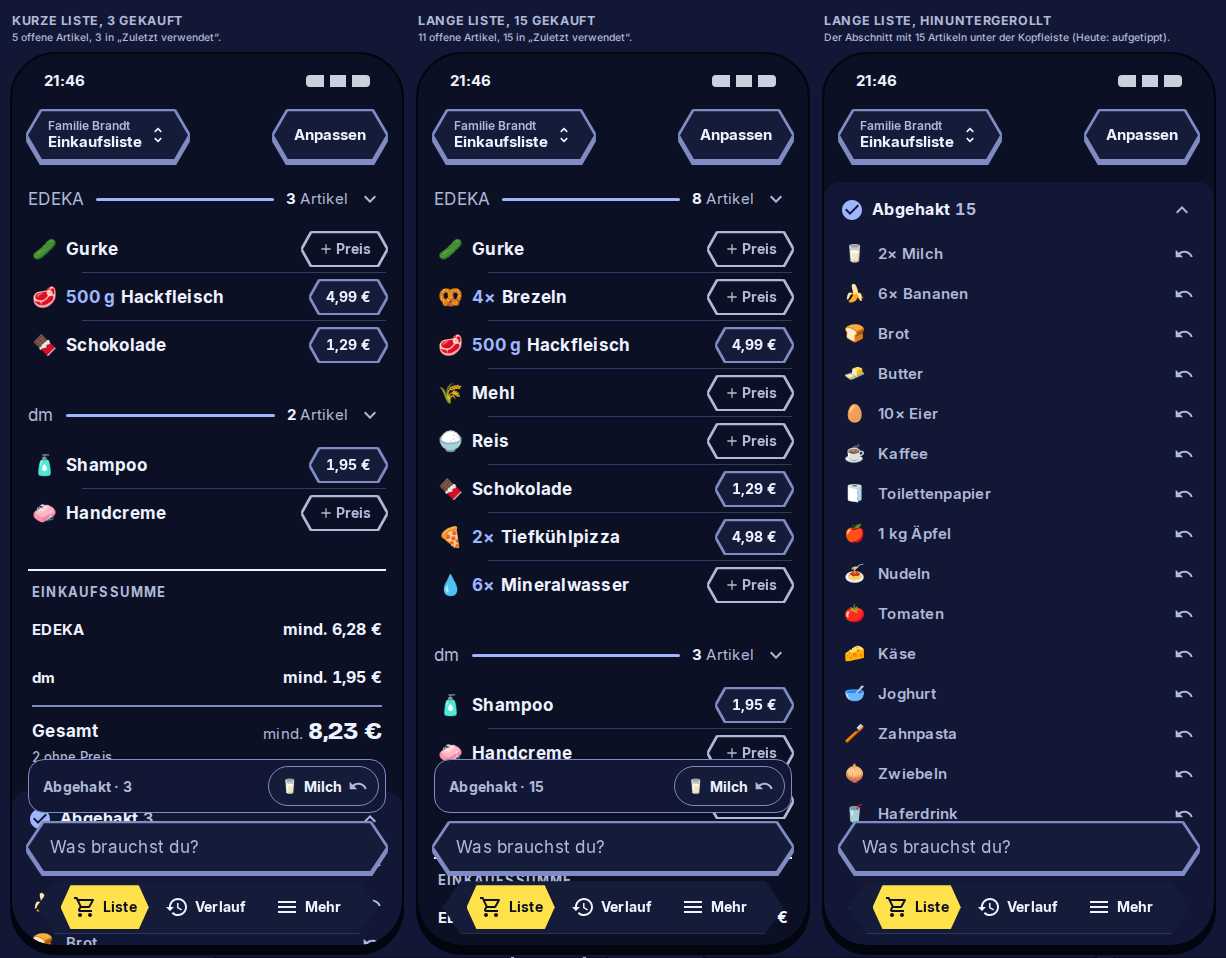 KURZE LISTE, 3 GEKAUFT
5 offene Artikel, 3 in „Zuletzt verwendet“.
21:46
Familie Brandt
Einkaufsliste
Anpassen
EDEKA 3 Artikel
Gurke + Preis
500 g Hackfleisch 4,99 €
Schokolade 1,29 €
dm 2 Artikel
Shampoo 1,95 €
Handcreme + Preis
EINKAUFSSUMME
EDEKA mind. 6,28 €
dm mind. 1,95 €
Gesamt mind. 8,23 €
2 ohne Preis
Abgehakt · 3 Milch
Abgehakt 3
Was brauchst du?
Liste Verlauf Mehr
Brot
LANGE LISTE, 15 GEKAUFT
11 offene Artikel, 15 in „Zuletzt verwendet“.
21:46
Familie Brandt
Einkaufsliste
Anpassen
EDEKA 8 Artikel
Gurke + Preis
4× Brezeln + Preis
500 g Hackfleisch 4,99 €
Mehl + Preis
Reis + Preis
Schokolade 1,29 €
2× Tiefkühlpizza 4,98 €
6× Mineralwasser + Preis
dm 3 Artikel
Shampoo 1,95 €
Handcreme + Preis
Abgehakt · 15 Milch
Was brauchst du?
EINKAUFSSUMME
€
Liste Verlauf Mehr
LANGE LISTE, HINUNTERGEROLLT
Der Abschnitt mit 15 Artikeln unter der Kopfleiste (Heute: aufgetippt).
21:46
Familie Brandt
Einkaufsliste
Anpassen
Abgehakt 15
2× Milch
6× Bananen
Brot
Butter
10× Eier
Kaffee
Toilettenpapier
1 kg Äpfel
Nudeln
Tomaten
Käse
Joghurt
Zahnpasta
Zwiebeln
Haferdrink
Was brauchst du?
Liste Verlauf Mehr